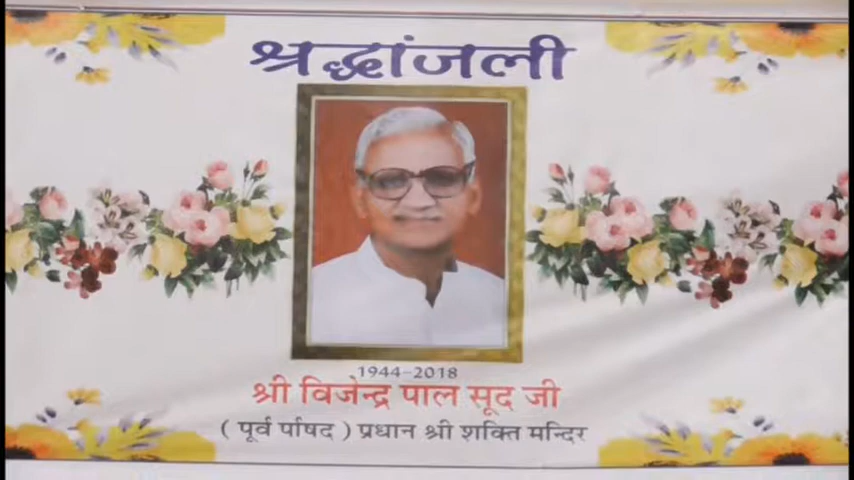 श्रद्धांजली
1944-2018
श्री विजेन्द्र पाल सूद जी
( पूर्व र्पाषद ) प्रधान श्री शक्ति मन्दिर